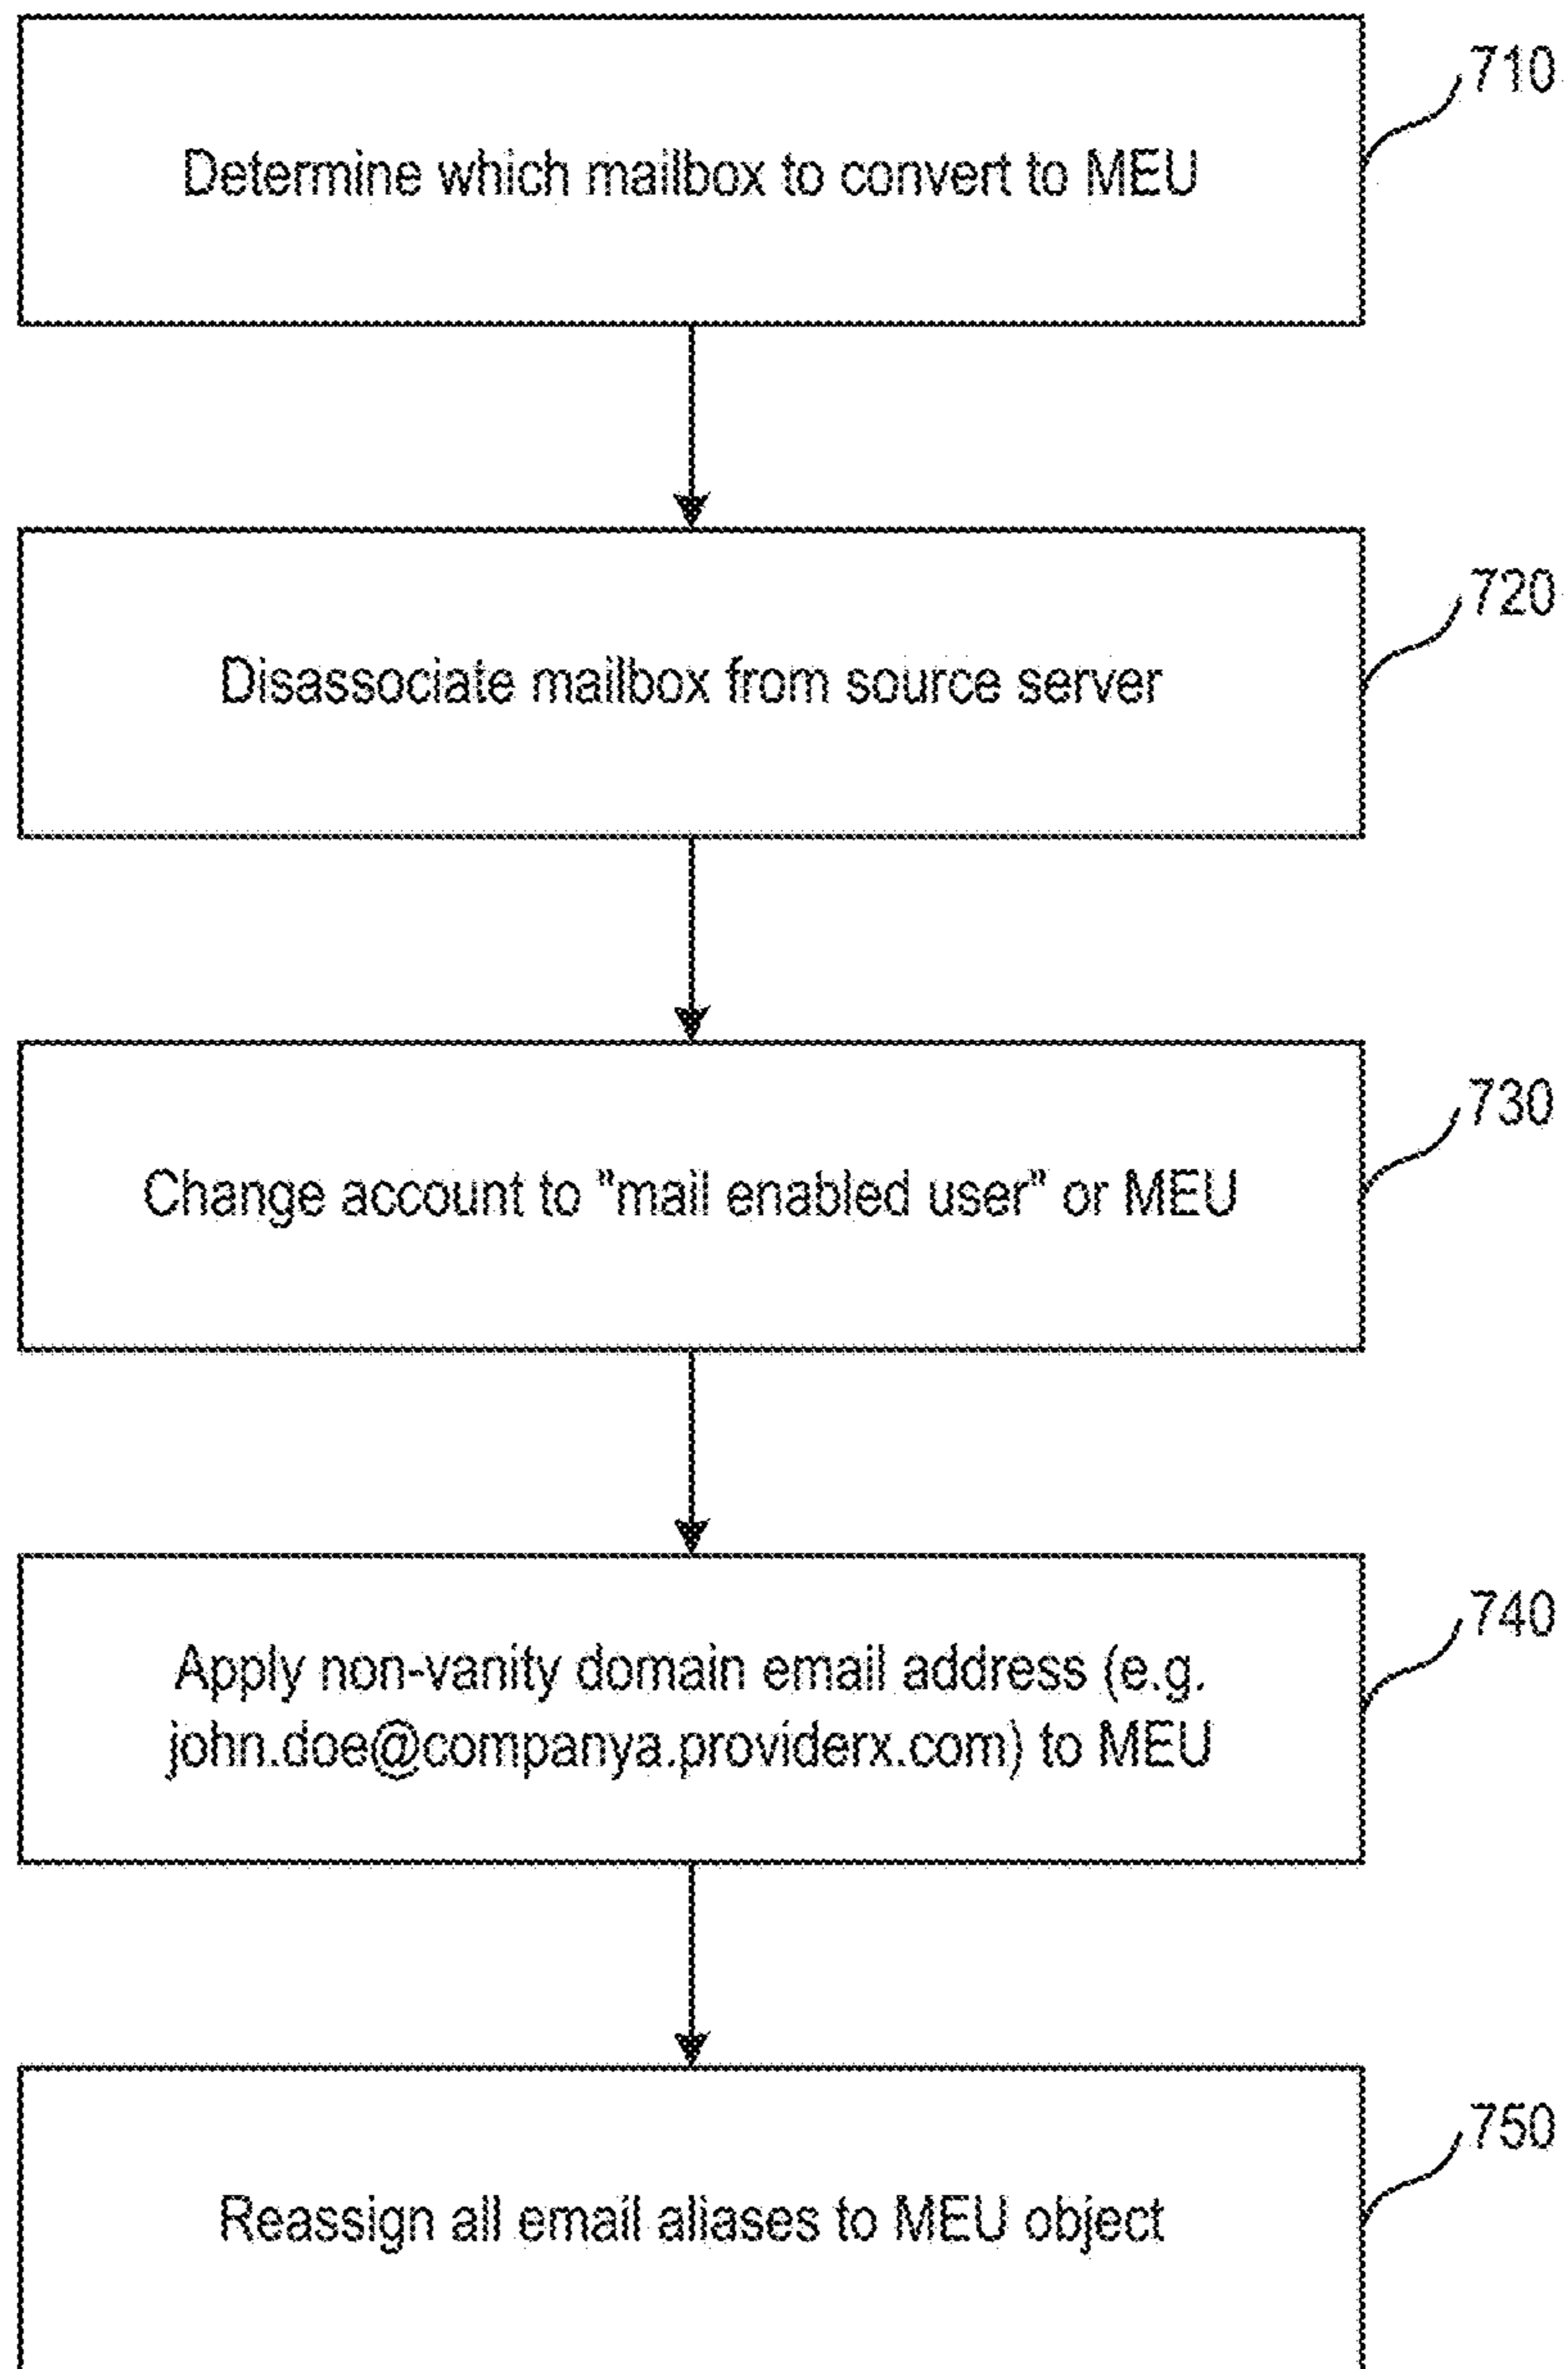 710
Determine which mailbox to convert to MEU
720
Disassociate mailbox from source server
730
Change account to "mail enabled user" or MEU
740
Apply non-vanity domain email address (e.g.
john.doe@companya.providerx.com) to MEU
750
Reassign all email aliases to MEU object